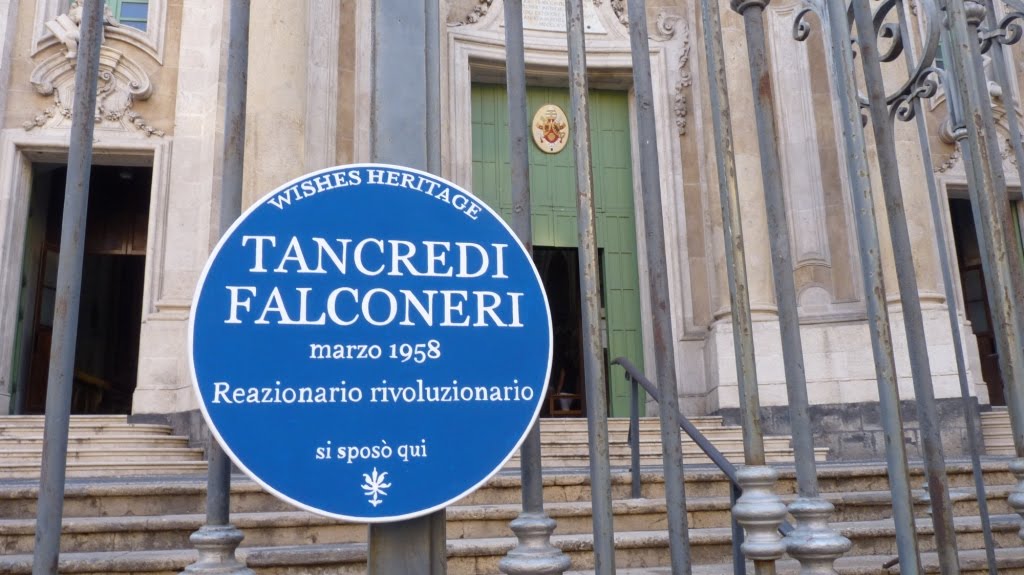 WISHES HERITAGE
TANCREDI
FALCONERI
marzo 1958
Reazionario rivoluzionario
si sposò qui